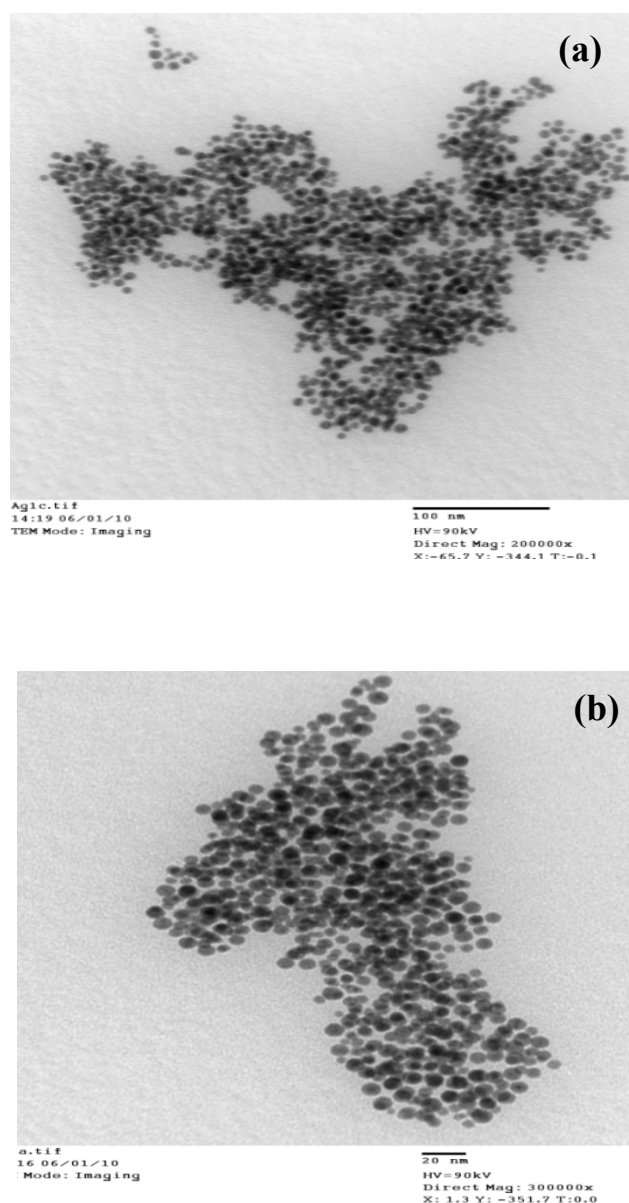 (a)
Ag1c.tif
14:19 06/01/10
TEM Mode: Imaging
100 nm
HV=90kV
Direct Mag: 200000x
X:-65.7 Y: -344.1 T:-0.1
(b)
a.tif
16 06/01/10
Mode: Imaging
20 nm
HV=90kV
Direct Mag: 300000x
X: 1.3 Y: -351.7 T:0.0